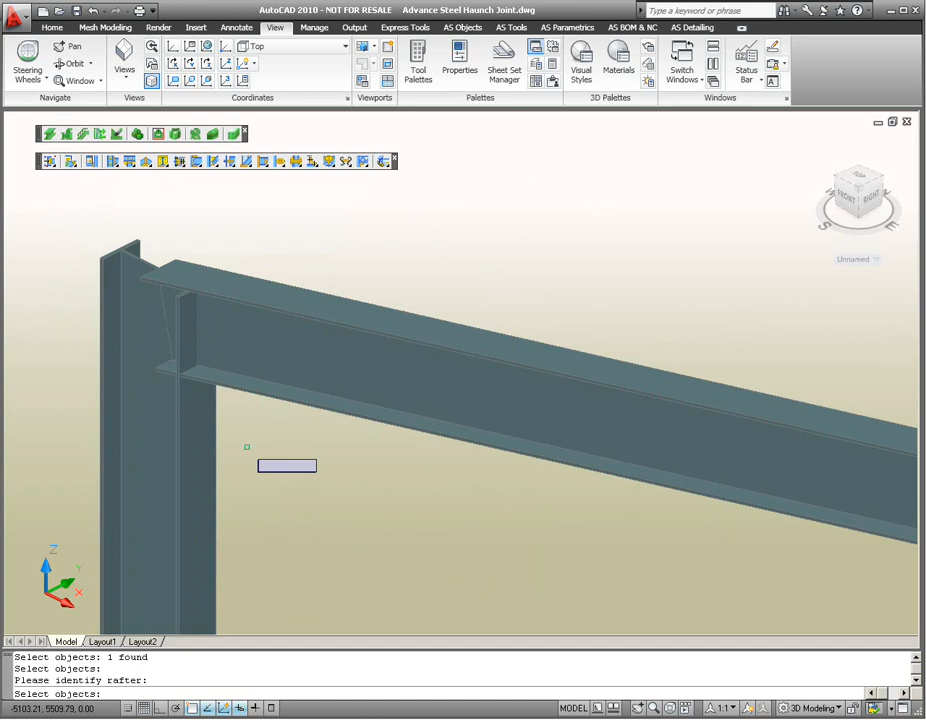 AutoCAD 2010 - NOT FOR RESALE Advance Steel Haunch Joint.dwg
Type a keyword or phrase
Home Mesh Modeling Render Insert Annotate View Manage Output Express Tools AS Objects AS Tools AS Parametrics AS BOM & NC AS Detailing
Pan
Orbit
Window
Steering Wheels
Views
Top
Tool Palettes
Properties
Sheet Set Manager
Visual Styles
Materials
Switch Windows
Status Bar
Navigate Views Coordinates Viewports Palettes 3D Palettes Windows
TOP
FRONT RIGHT
S E
Unnamed
Z
Y
X
Model Layout1 Layout2
Select objects: 1 found
Select objects:
Please identify rafter:
Select objects:
-5103.21, 5509.79, 0.00
MODEL
1:1
3D Modeling